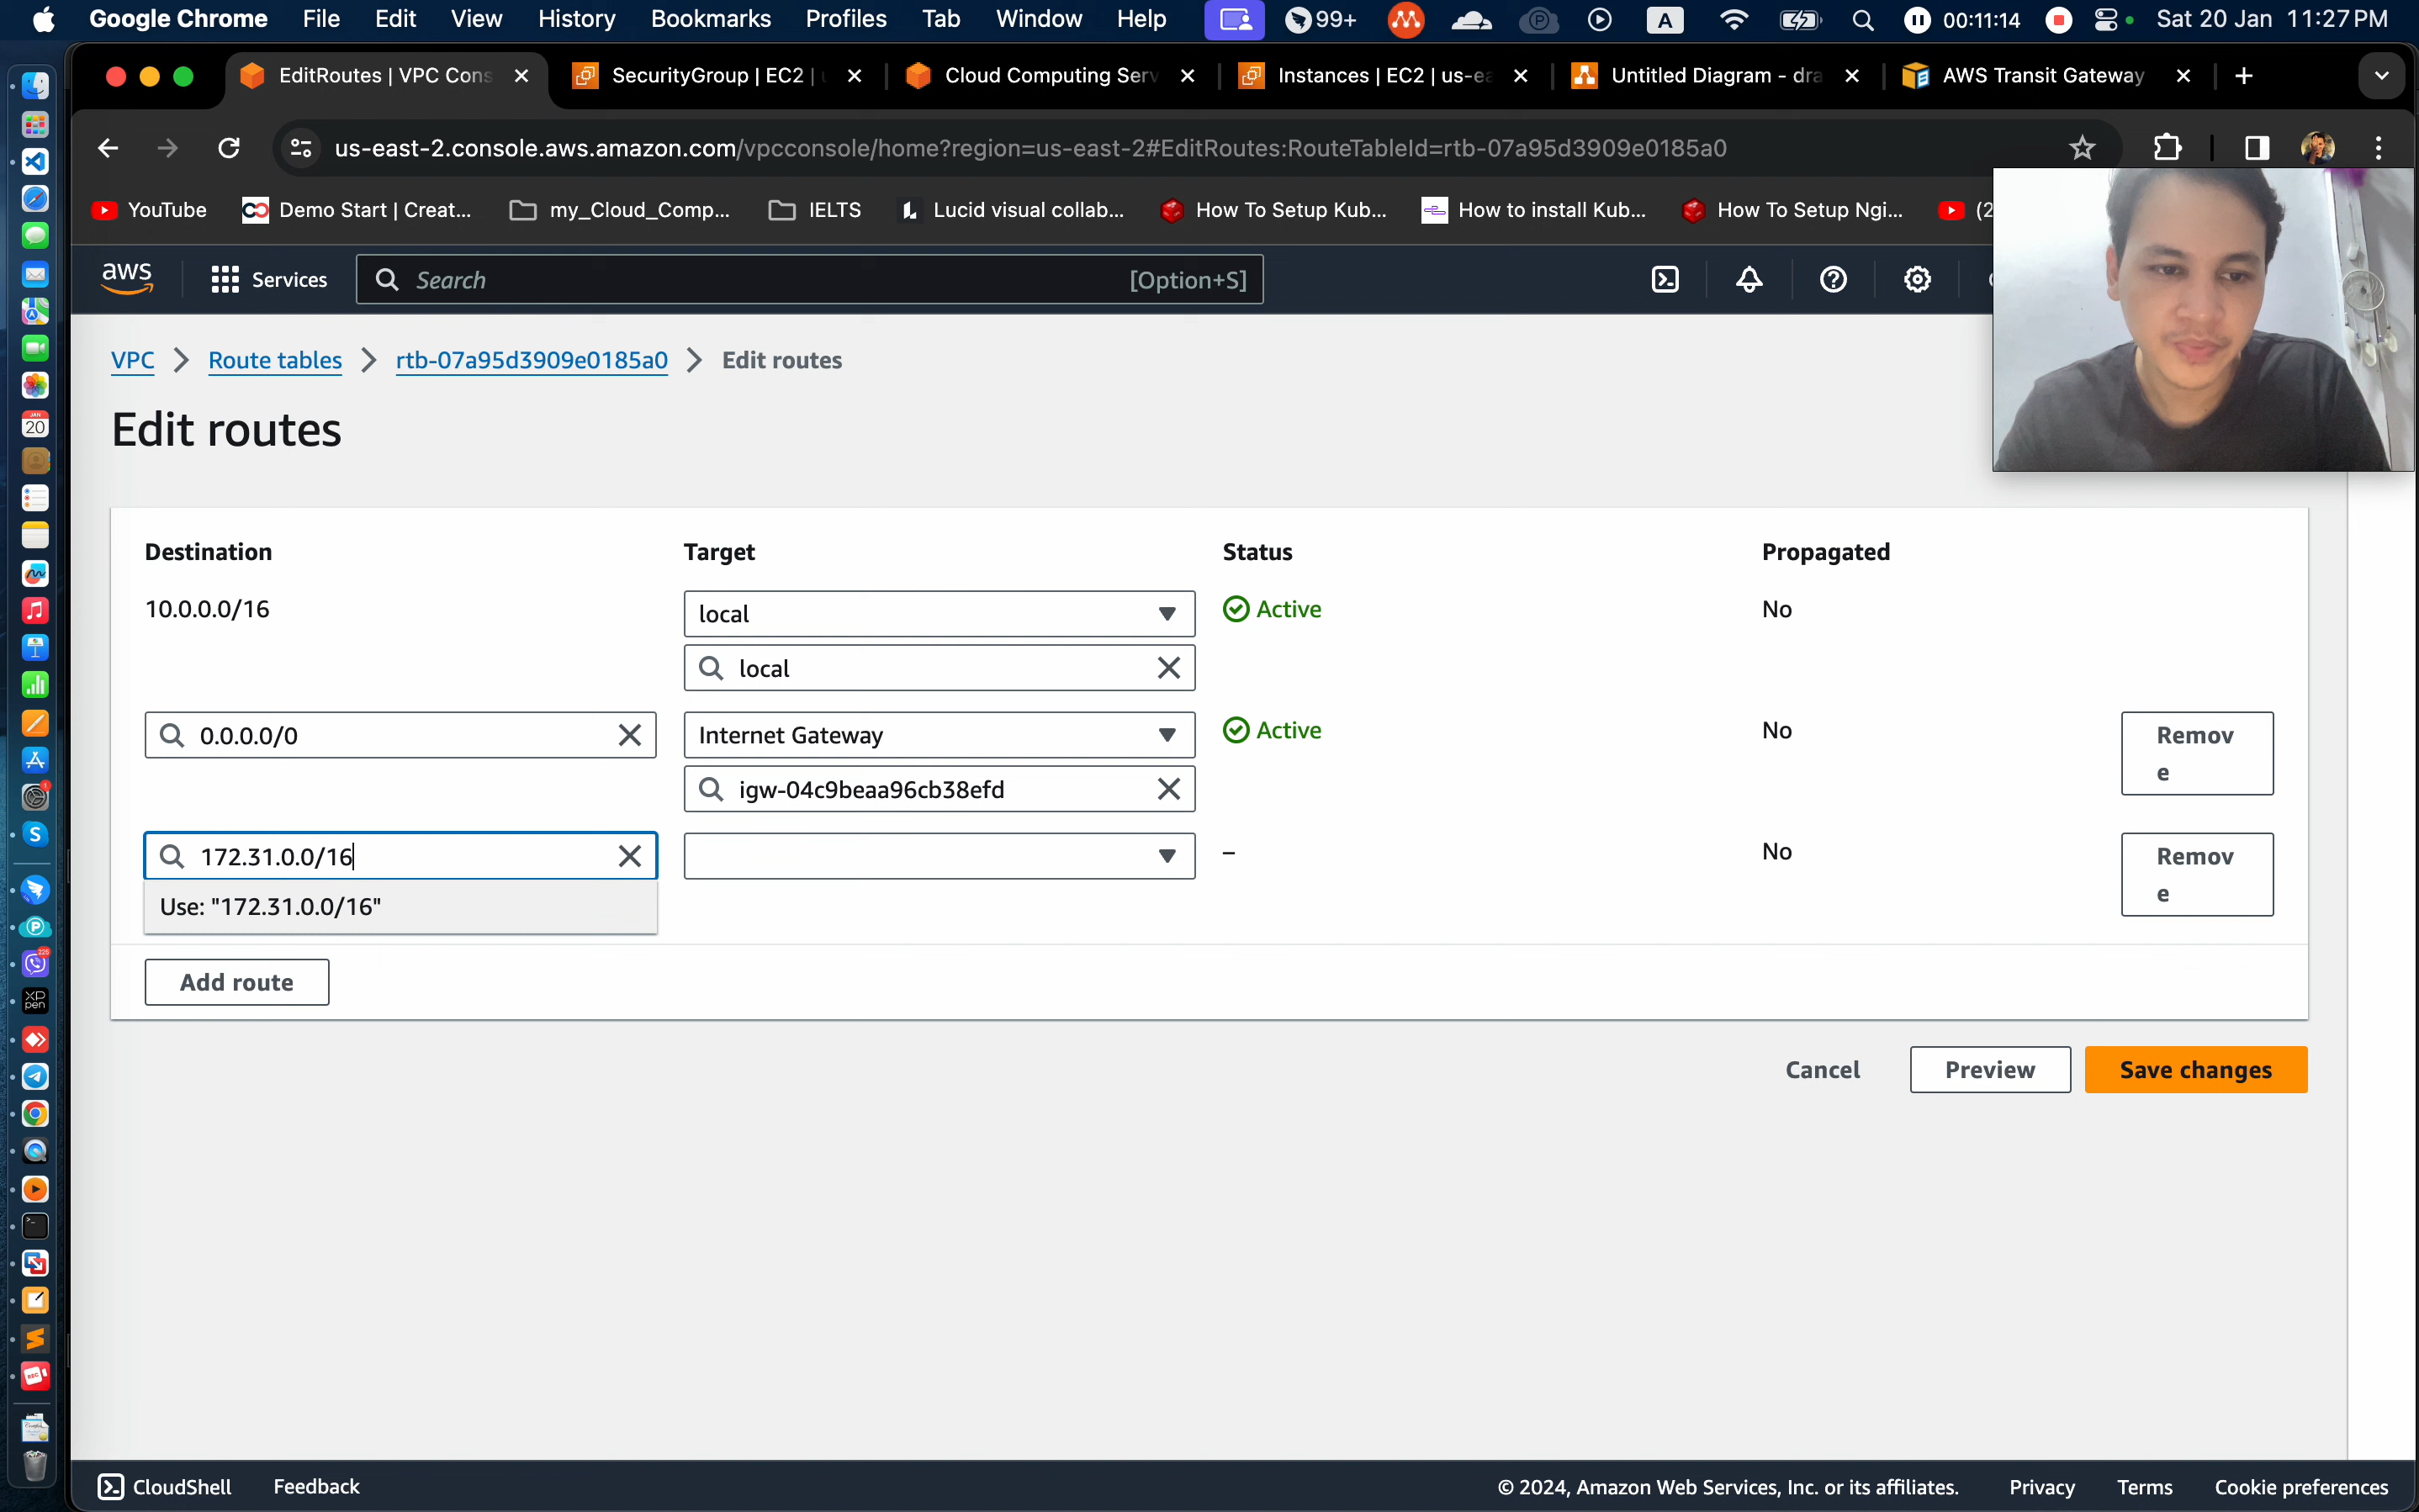 Google Chrome File Edit View History Bookmarks Profiles Tab Window Help 99+ A 00:11:14 Sat 20 Jan 11:27 PM
EditRoutes | VPC Cons SecurityGroup | EC2 | Cloud Computing Serv Instances | EC2 | us-ea Untitled Diagram - dra AWS Transit Gateway
us-east-2.console.aws.amazon.com/vpcconsole/home?region=us-east-2#EditRoutes:RouteTableId=rtb-07a95d3909e0185a0
YouTube Demo Start | Creat... my_Cloud_Comp... IELTS Lucid visual collab... How To Setup Kub... How to install Kub... How To Setup Ngi... (2
aws Services Search [Option+S]
VPC Route tables rtb-07a95d3909e0185a0 Edit routes
Edit routes
Destination Target Status Propagated
10.0.0.0/16 local Active No
local
0.0.0.0/0 Internet Gateway Active No Remov
e
igw-04c9beaa96cb38efd
172.31.0.0/16 – No Remov
e
Use: "172.31.0.0/16"
Add route
Cancel Preview Save changes
CloudShell Feedback © 2024, Amazon Web Services, Inc. or its affiliates. Privacy Terms Cookie preferences